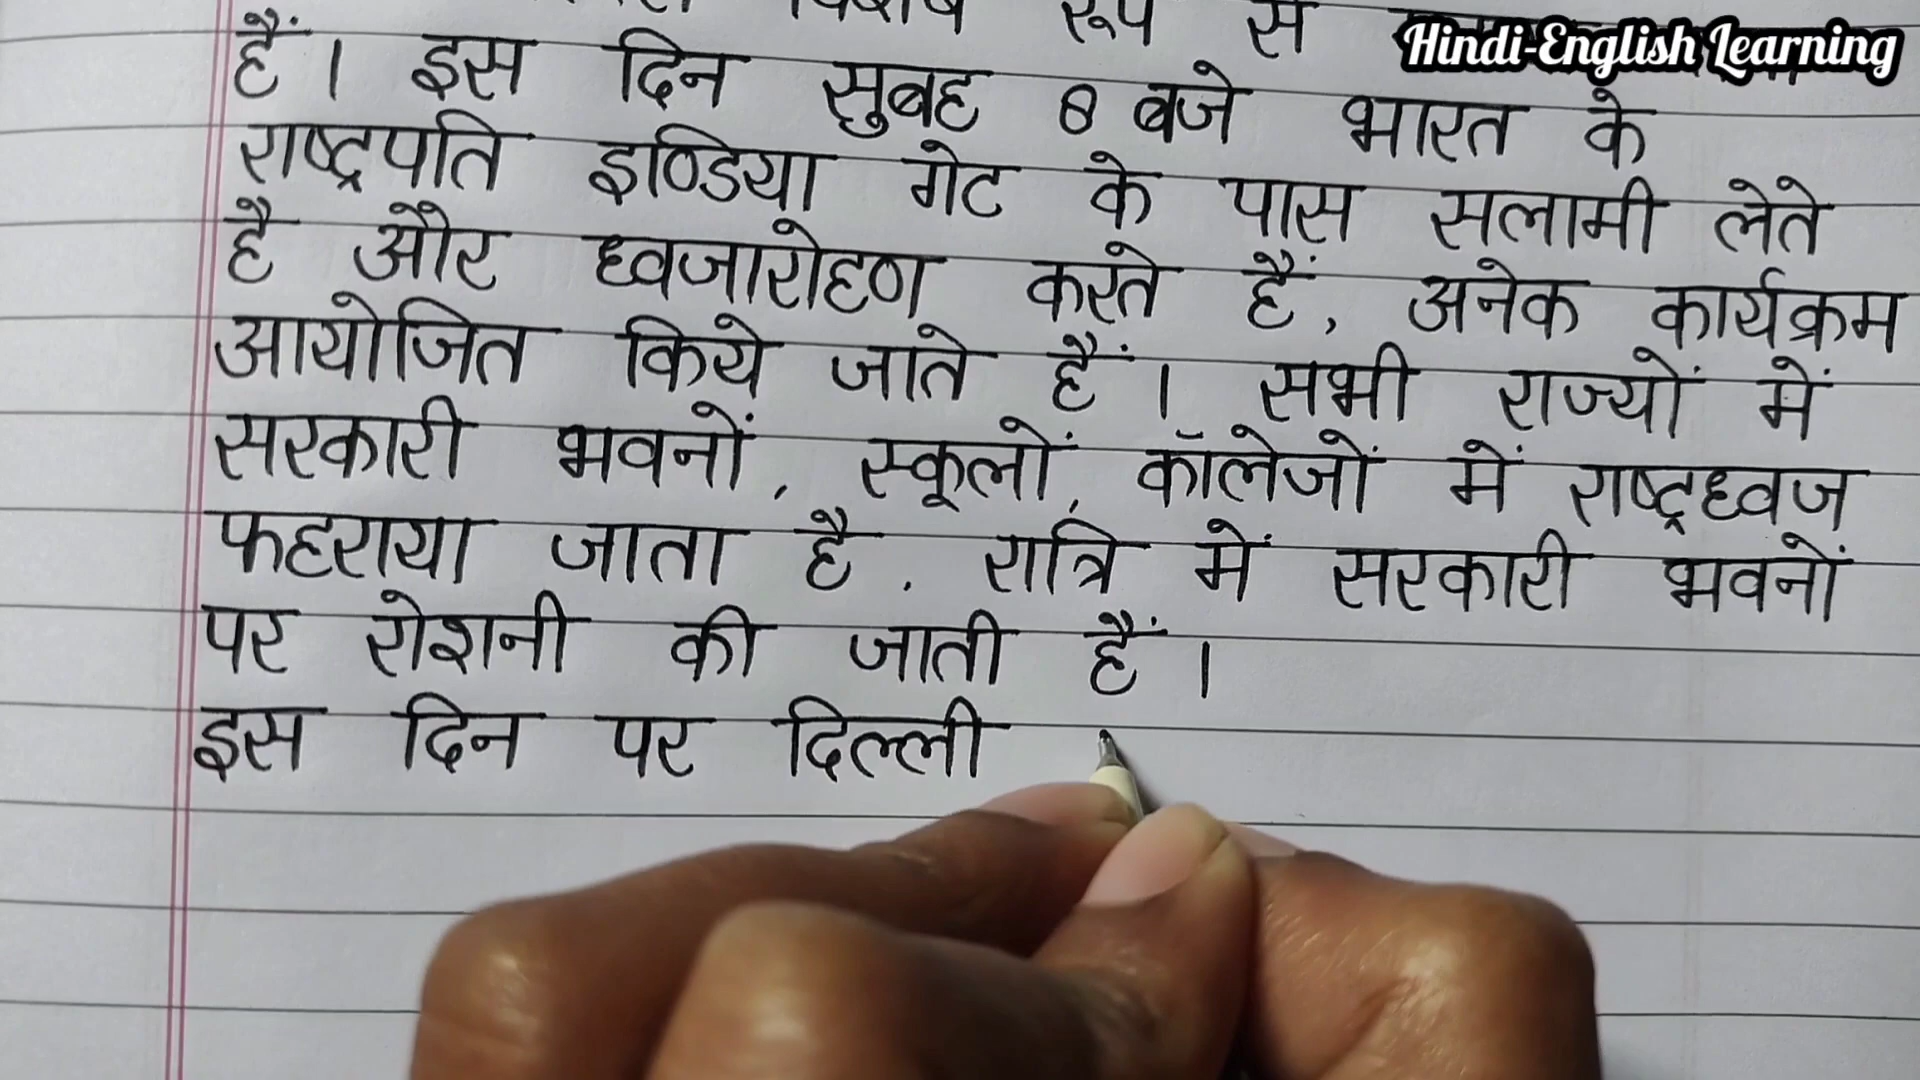 रूप से
Hindi-English Learning
हैं। इस दिन सुबह 8 बजे भारत के
राष्ट्रपति इण्डिया गेट के पास सलामी लेते
है और ध्वजारोहण करते हैं, अनेक कार्यक्रम
आयोजित किये जाते हैं। सभी राज्यों में
सरकारी भवनों, स्कूलों, कॉलेजों में राष्ट्रध्वज
फहराया जाता है. रात्रि में सरकारी भवनों
पर रोशनी की जाती हैं।
इस दिन पर दिल्ली